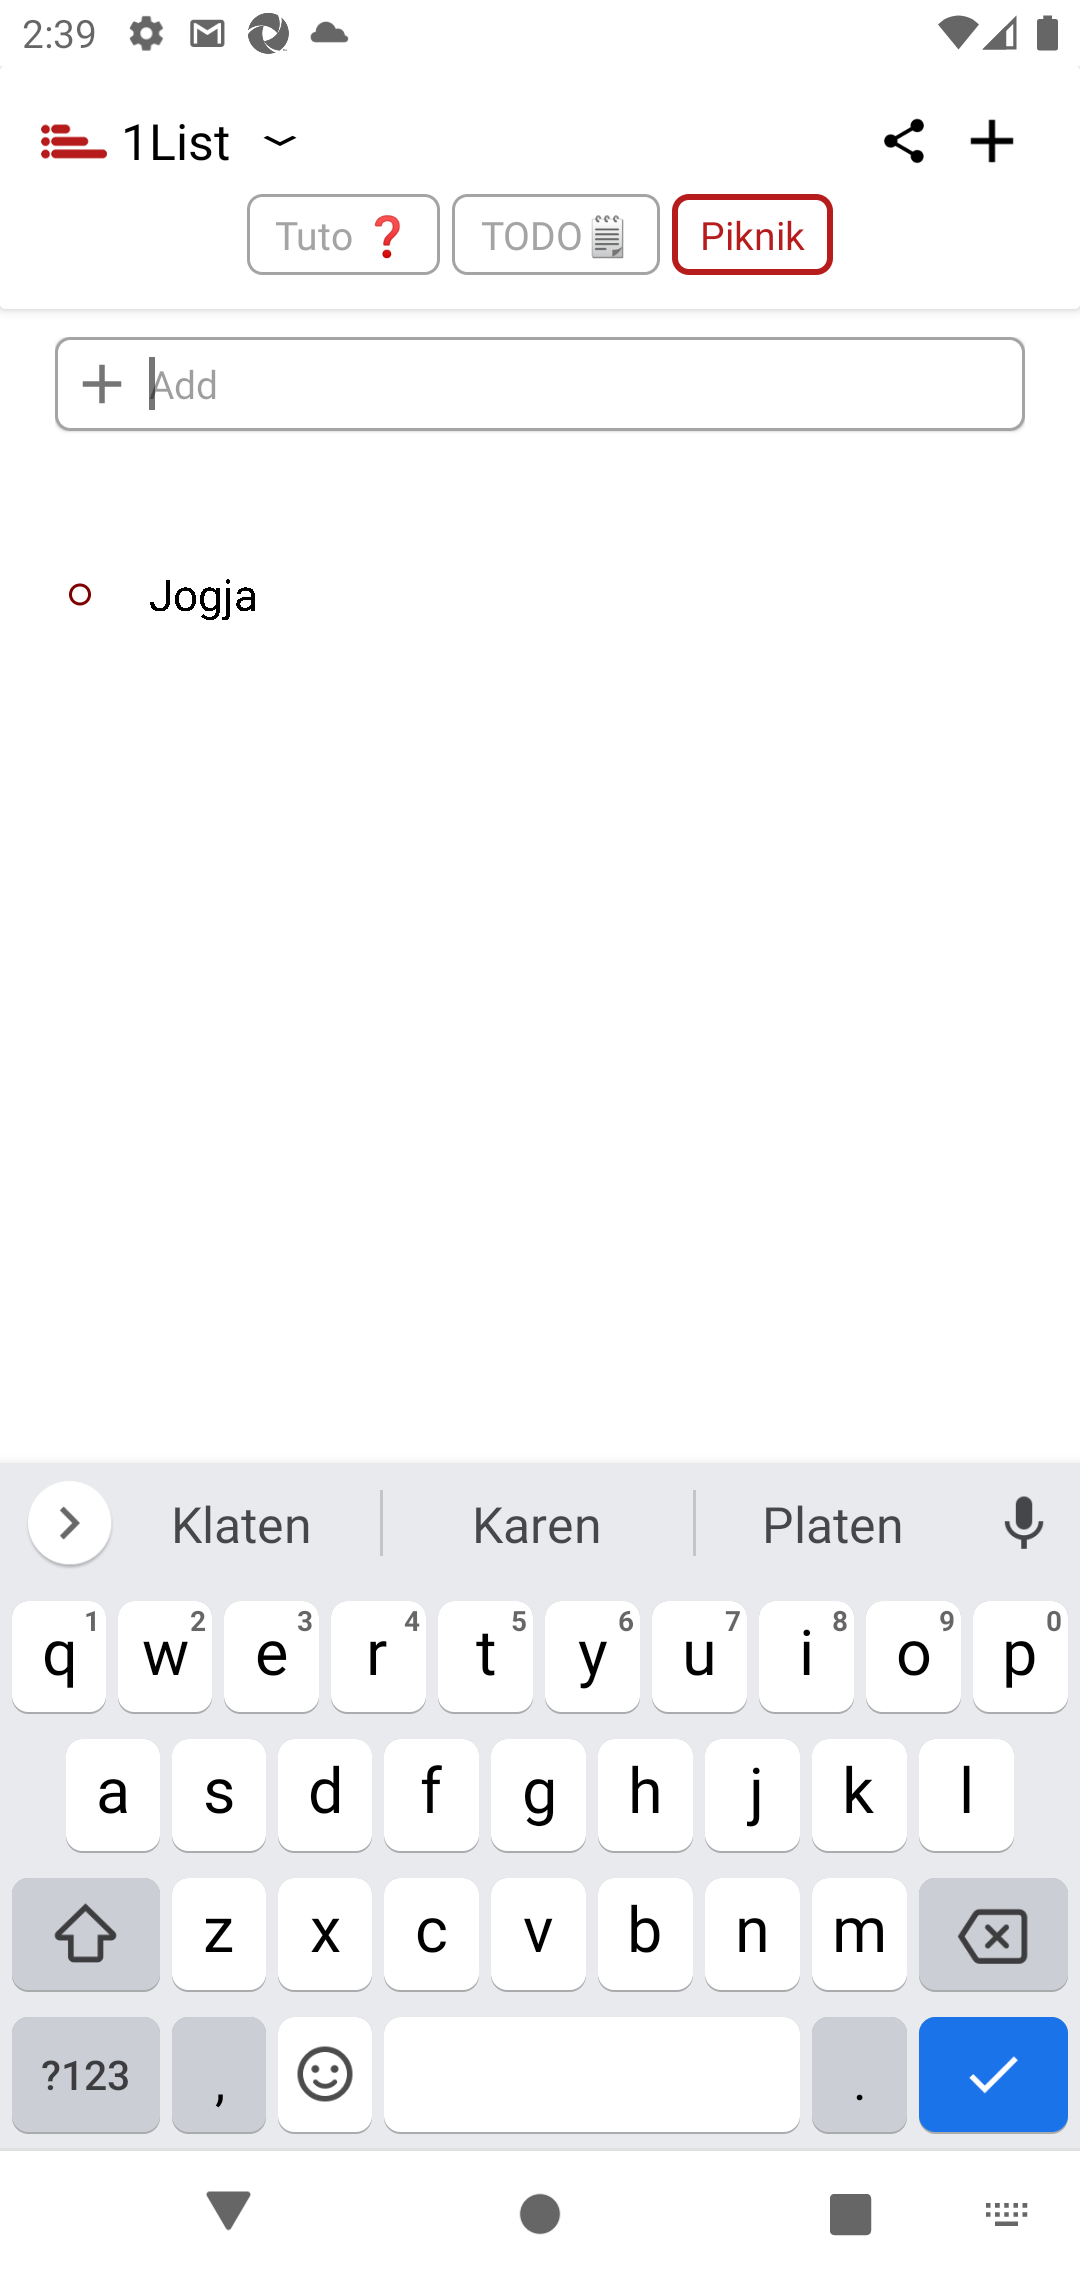 2:39
1List
Tuto ❓ TODO🗒️ Piknik
Add
Jogja
Klaten Karen Platen
q1 w2 e3 r4 t5 y6 u7 i8 o9 p0
a s d f g h j k l
z x c v b n m
?123 , .